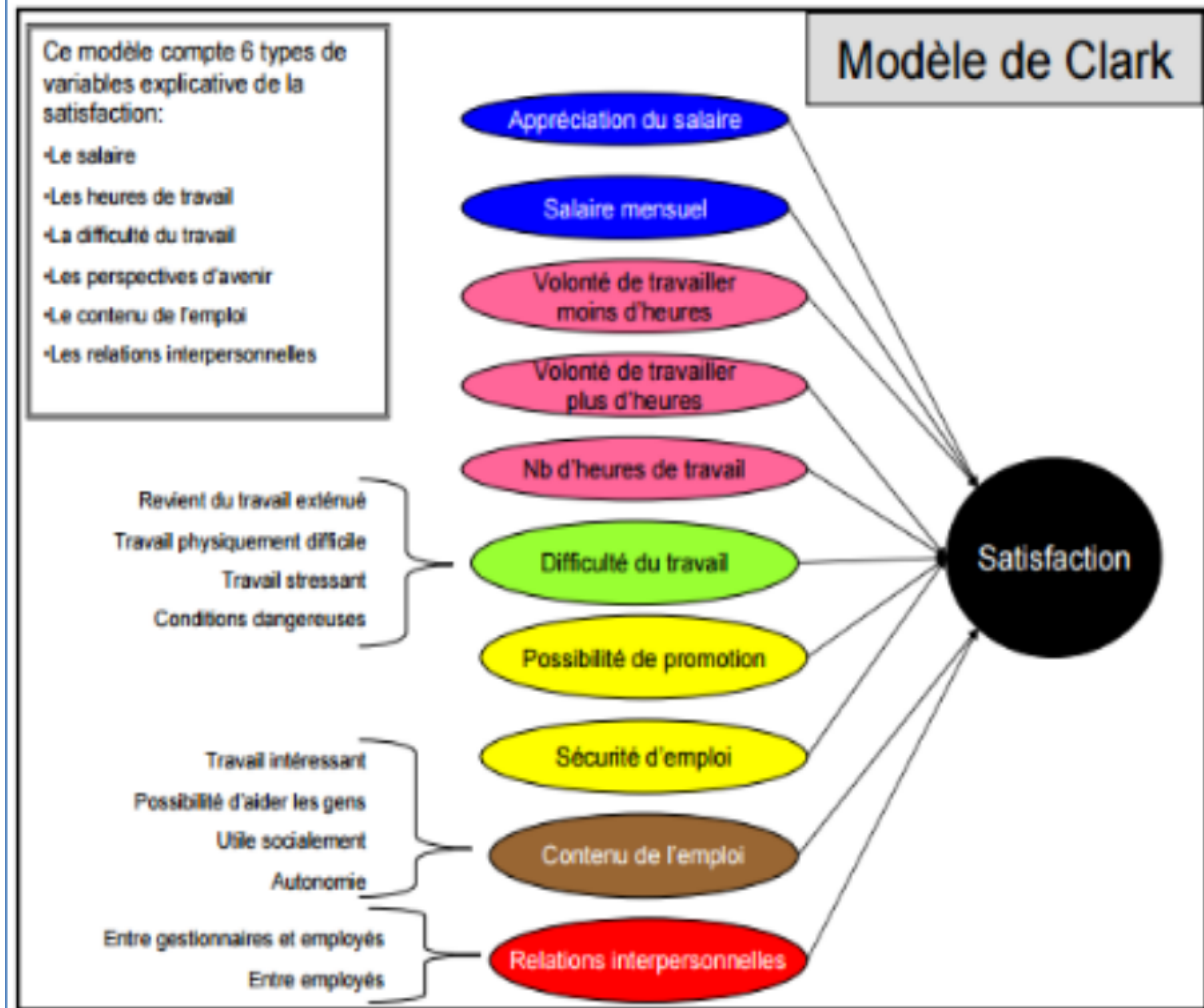 Modèle de Clark
Ce modèle compte 6 types de
variables explicative de la
satisfaction:
•Le salaire
•Les heures de travail
•La difficulté du travail
•Les perspectives d'avenir
•Le contenu de l'emploi
•Les relations interpersonnelles
Appréciation du salaire
Salaire mensuel
Volonté de travailler
moins d'heures
Volonté de travailler
plus d'heures
Nb d'heures de travail
Revient du travail exténué
Travail physiquement difficile
Travail stressant
Conditions dangereuses
Difficulté du travail
Possibilité de promotion
Sécurité d'emploi
Travail intéressant
Possibilité d'aider les gens
Utile socialement
Autonomie
Contenu de l'emploi
Entre gestionnaires et employés
Entre employés
Relations interpersonnelles
Satisfaction